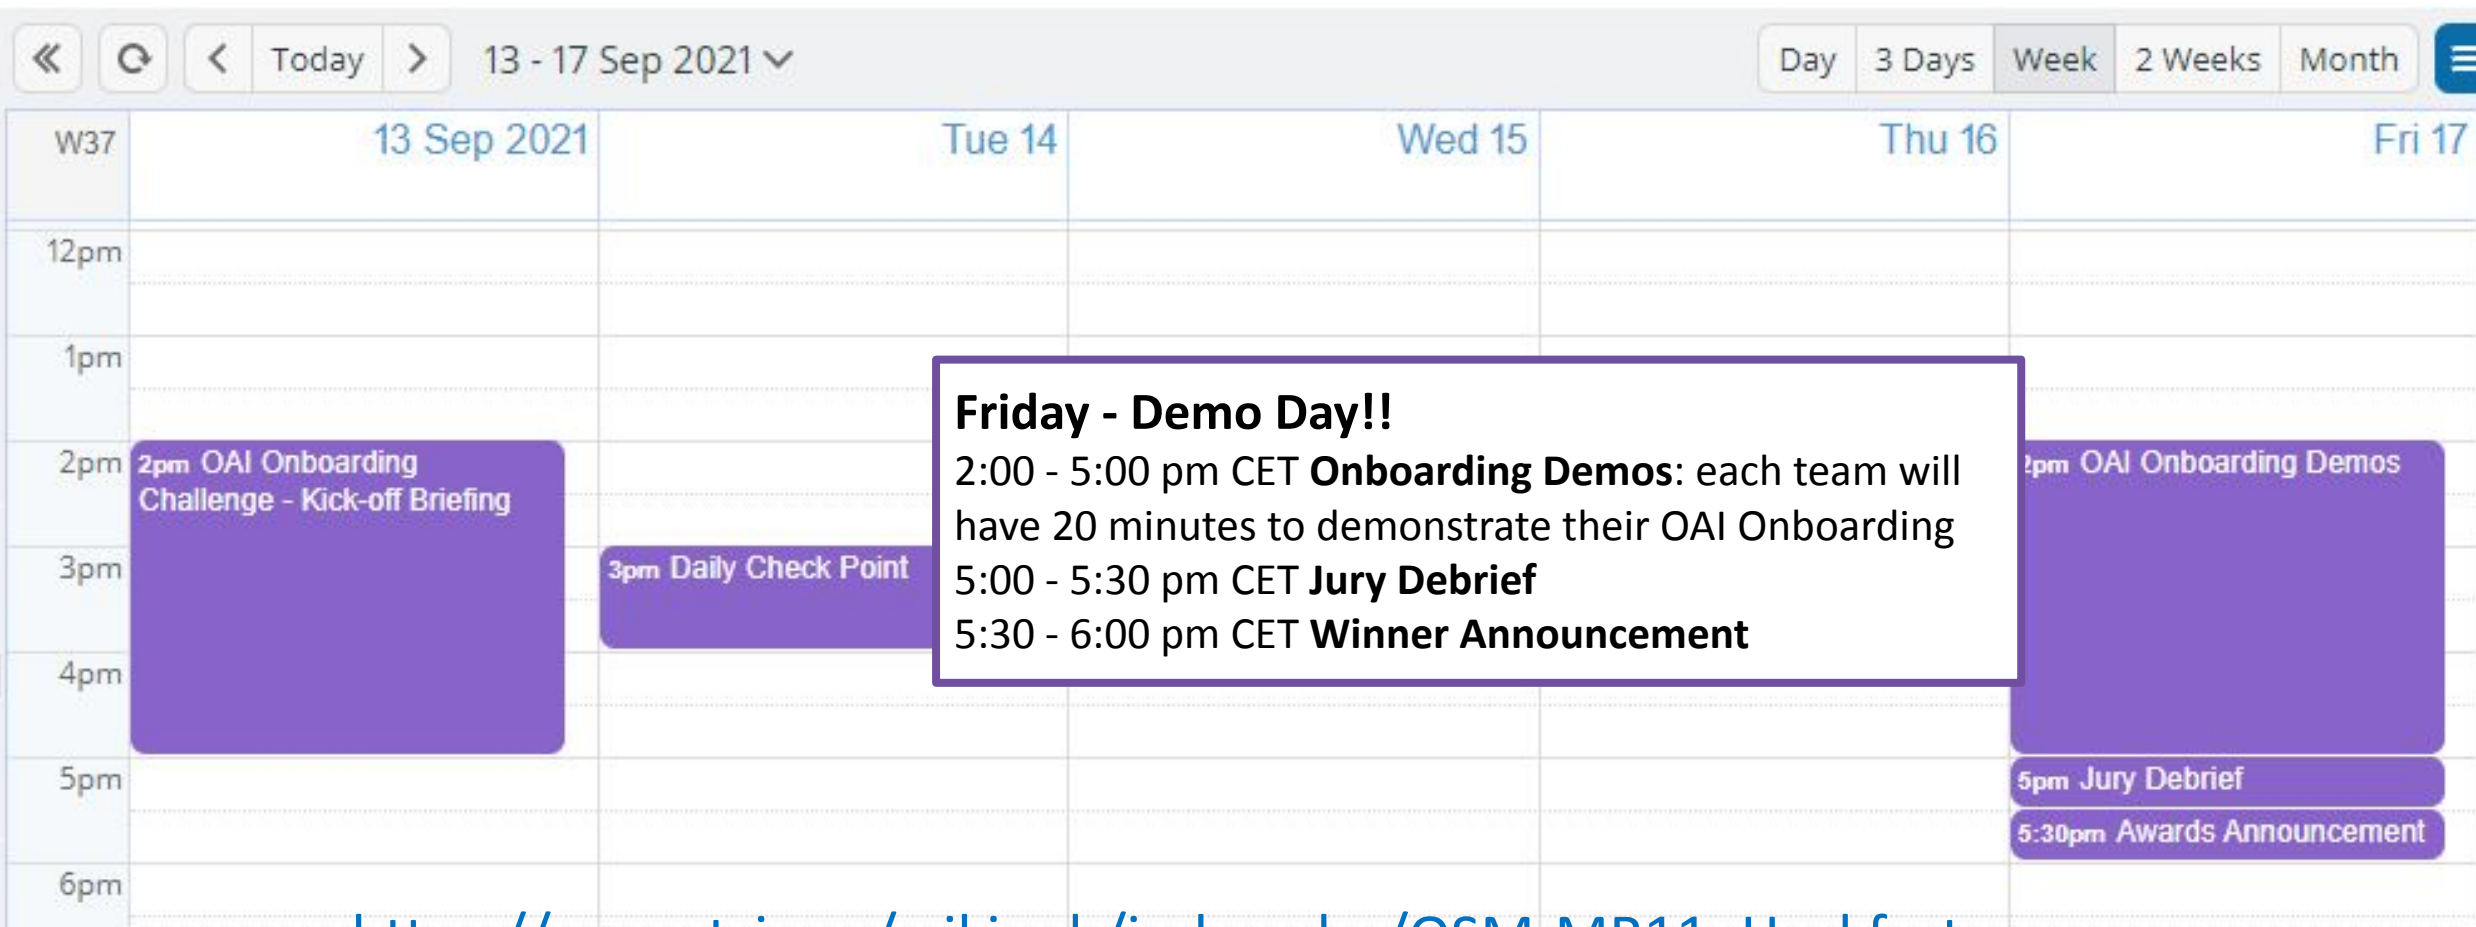 Today 13 - 17 Sep 2021 Day 3 Days Week 2 Weeks Month
W37 13 Sep 2021 Tue 14 Wed 15 Thu 16 Fri 17
12pm
1pm
2pm
3pm
4pm
5pm
6pm
2pm OAI Onboarding
Challenge - Kick-off Briefing
3pm Daily Check Point
Friday - Demo Day!!
2:00 - 5:00 pm CET Onboarding Demos: each team will
have 20 minutes to demonstrate their OAI Onboarding
5:00 - 5:30 pm CET Jury Debrief
5:30 - 6:00 pm CET Winner Announcement
2pm OAI Onboarding Demos
5pm Jury Debrief
5:30pm Awards Announcement